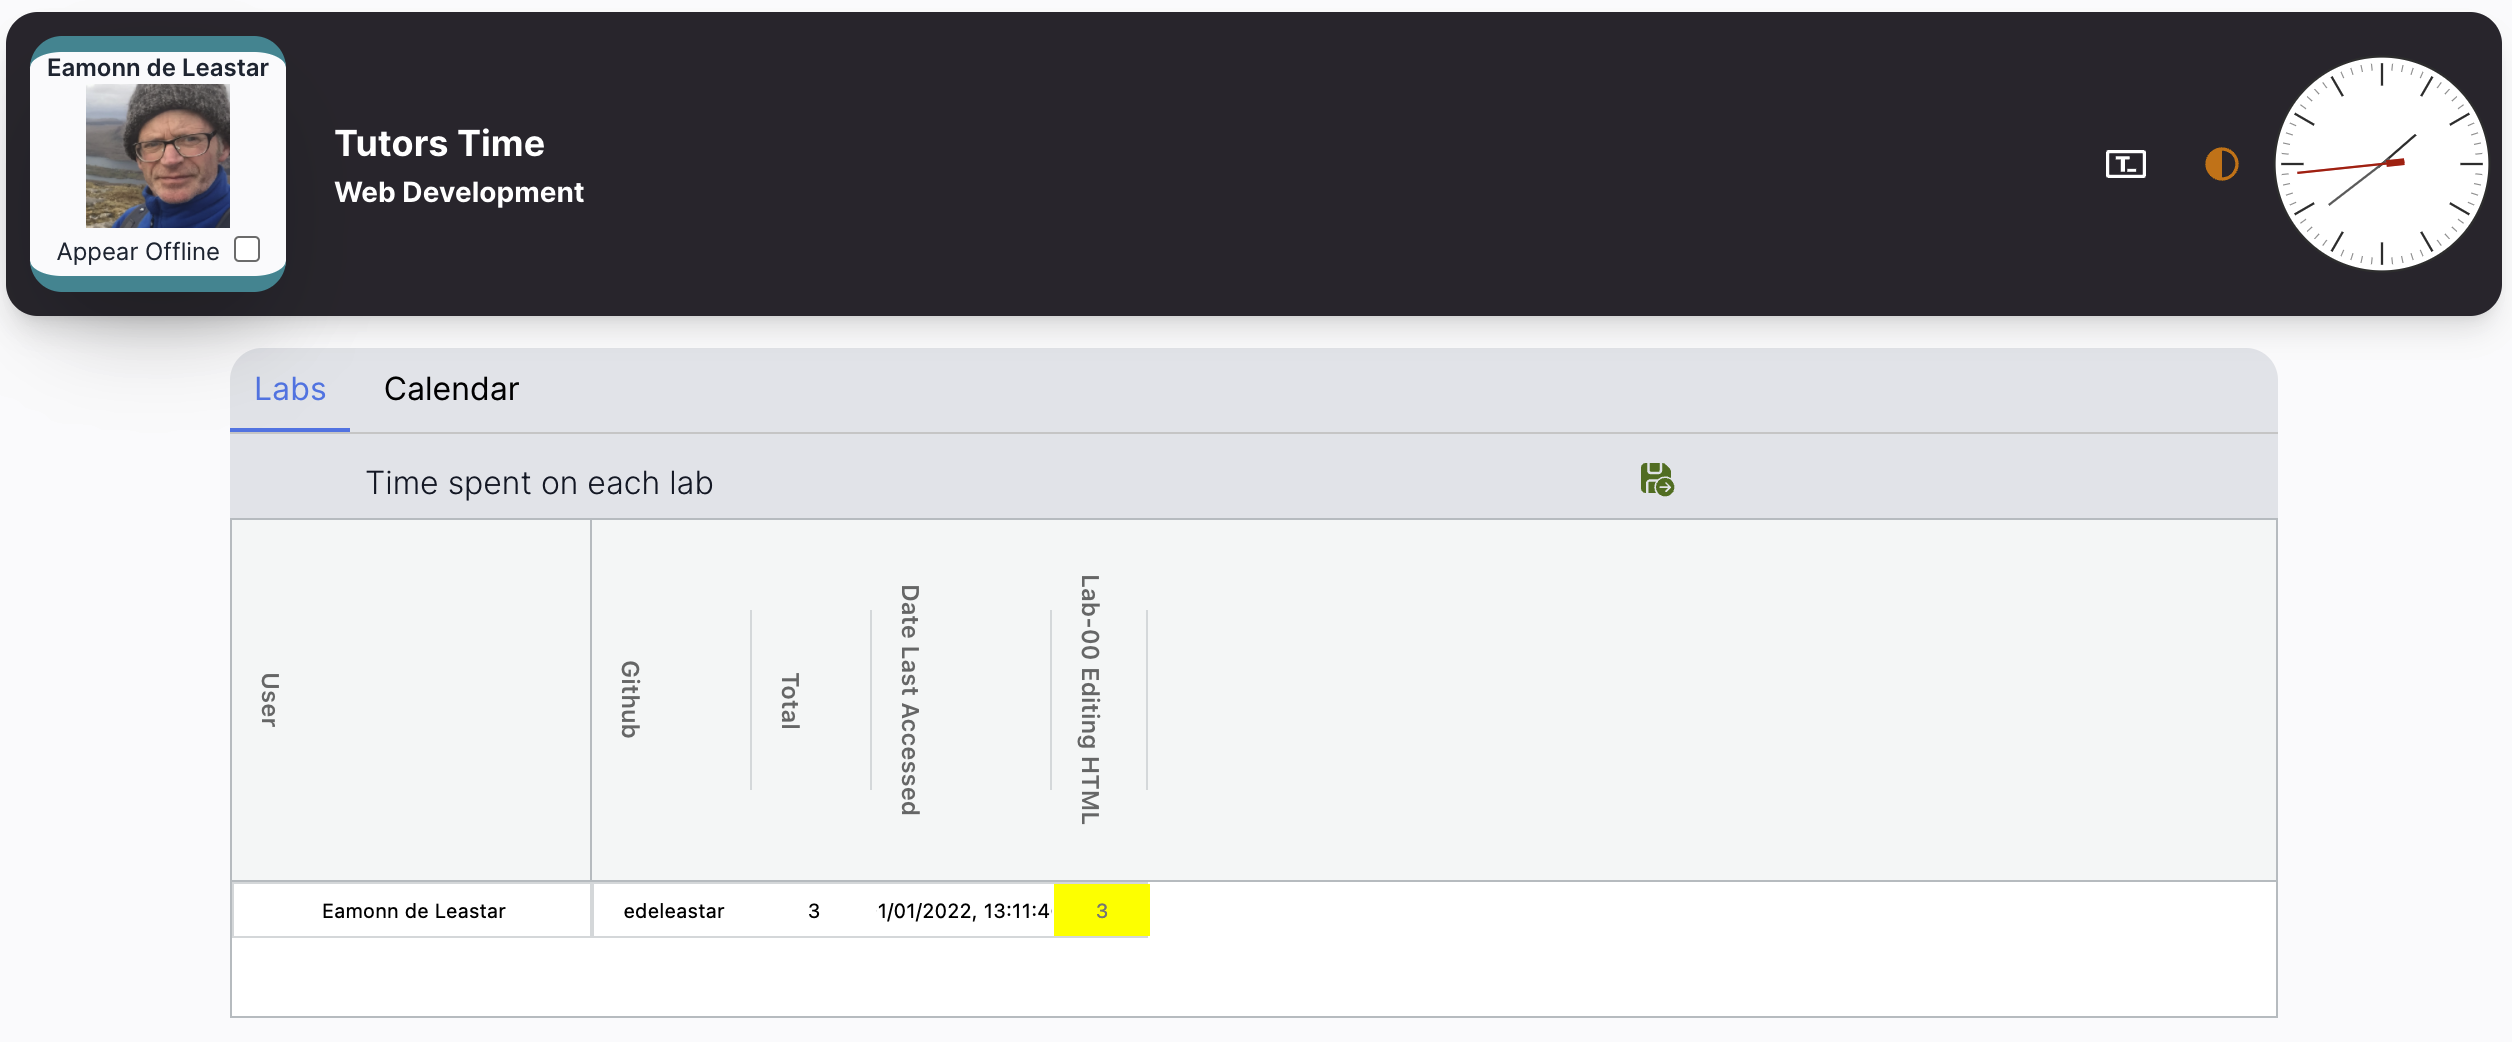 Eamonn de Leastar
Appear Offline
Tutors Time
Web Development
Labs Calendar
Time spent on each lab
User Github Total Date Last Accessed Lab-00 Editing HTML
Eamonn de Leastar edeleastar 3 1/01/2022, 13:11:4 3